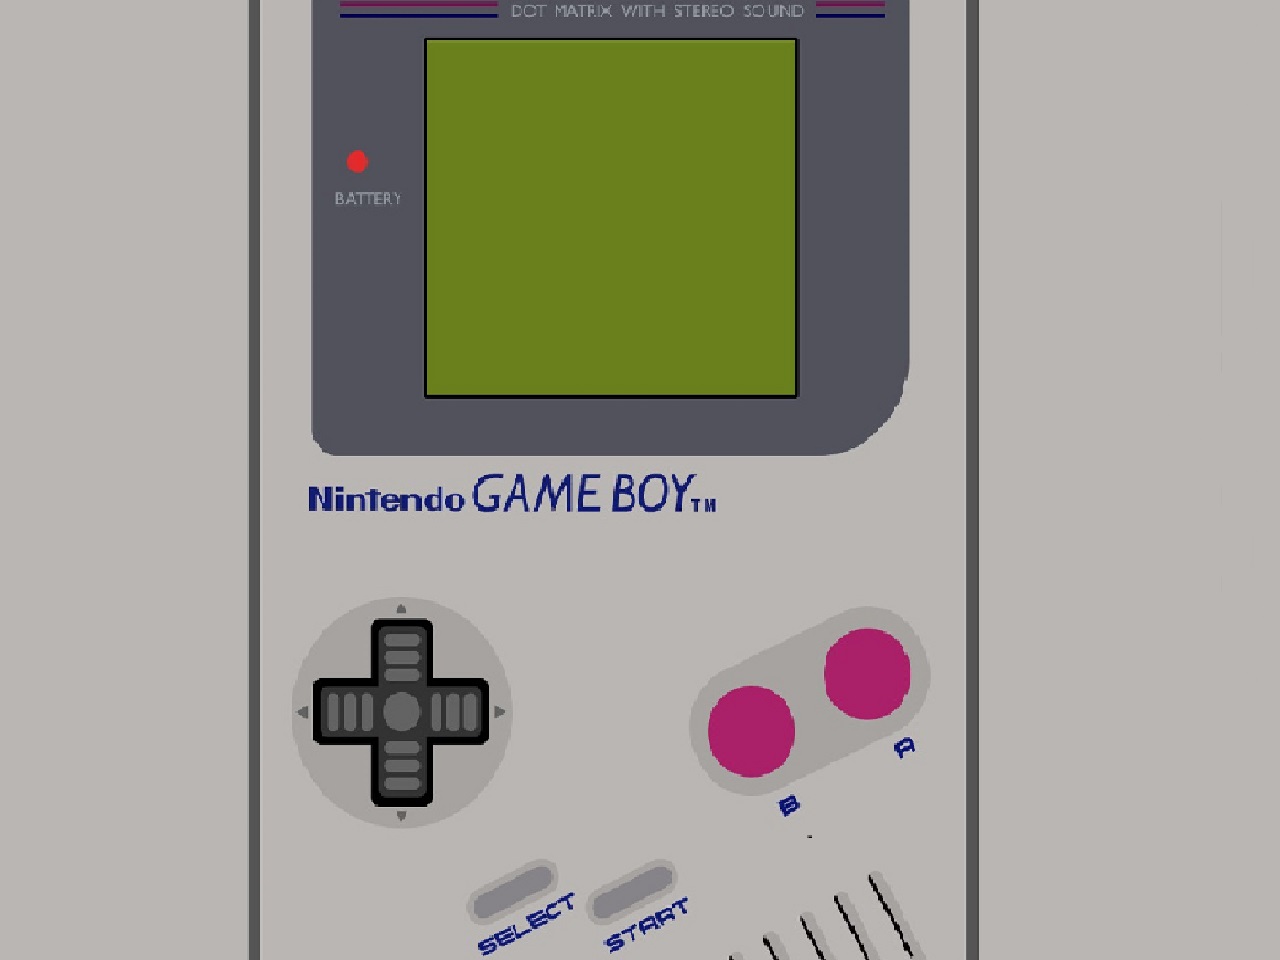 DOT MATRIX WITH STEREO SOUND
BATTERY
Nintendo GAME BOY TM
A
B
SELECT
START